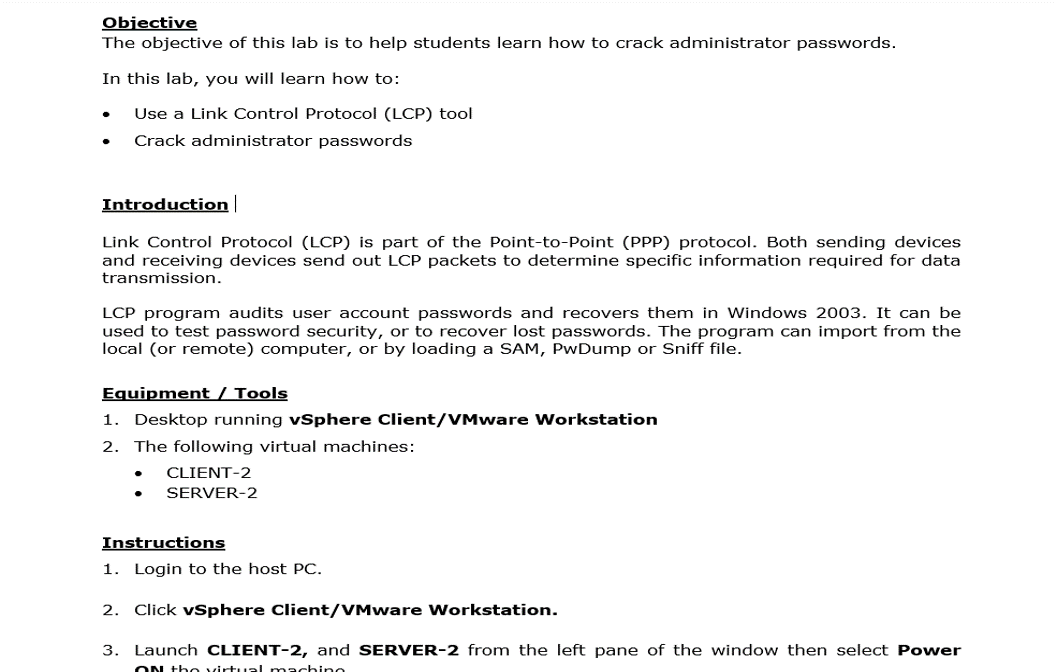 Objective
The objective of this lab is to help students learn how to crack administrator passwords.
In this lab, you will learn how to:
• Use a Link Control Protocol (LCP) tool
• Crack administrator passwords
Introduction
Link Control Protocol (LCP) is part of the Point-to-Point (PPP) protocol. Both sending devices
and receiving devices send out LCP packets to determine specific information required for data
transmission.
LCP program audits user account passwords and recovers them in Windows 2003. It can be
used to test password security, or to recover lost passwords. The program can import from the
local (or remote) computer, or by loading a SAM, PwDump or Sniff file.
Equipment / Tools
1. Desktop running vSphere Client/VMware Workstation
2. The following virtual machines:
• CLIENT-2
• SERVER-2
Instructions
1. Login to the host PC.
2. Click vSphere Client/VMware Workstation.
3. Launch CLIENT-2, and SERVER-2 from the left pane of the window then select Power
ON the virtual machine.